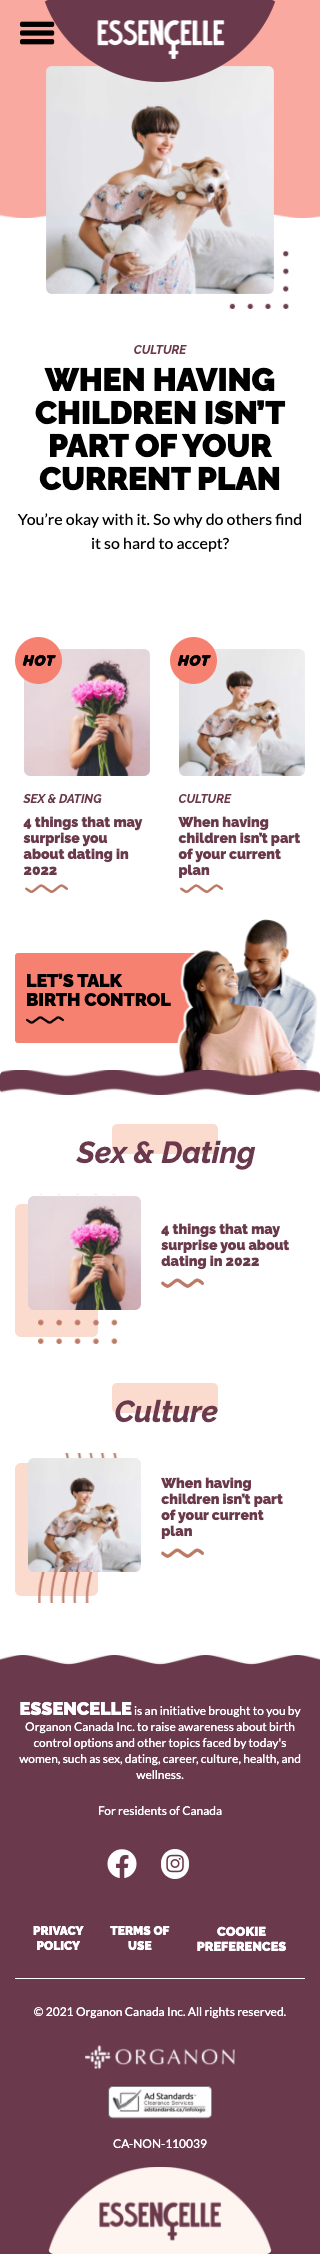 ESSENCELLE
CULTURE
WHEN HAVING
CHILDREN ISN'T
PART OF YOUR
CURRENT PLAN
You're okay with it. So why do others find
it so hard to accept?
HOT
HOT
SEX & DATING
4 things that may
surprise you
about dating in
2022
CULTURE
When having
children isn't part
of your current
plan
LET'S TALK
BIRTH CONTROL
Sex & Dating
4 things that may
surprise you about
dating in 2022
Culture
When having
children isn't part
of your current
plan
ESSENCELLE is an initiative brought to you by
Organon Canada Inc. to raise awareness about birth
control options and other topics faced by today's
women, such as sex, dating, career, culture, health, and
wellness.
For residents of Canada
PRIVACY
POLICY
TERMS OF
USE
COOKIE
PREFERENCES
© 2021 Organon Canada Inc. All rights reserved.
ORGANON
Ad Standards
Clearance Services
adstandards.ca/infologo
CA-NON-110039
ESSENCELLE